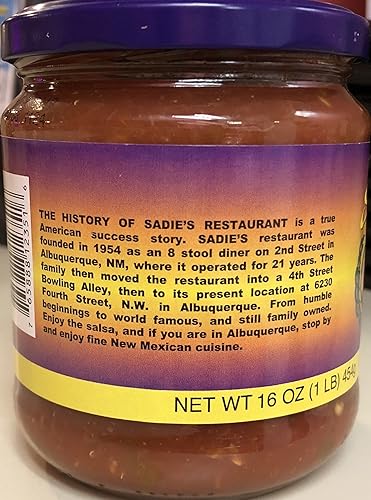 THE HISTORY OF SADIE'S RESTAURANT is a true
American success story. SADIE'S restaurant was
founded in 1954 as an 8 stool diner on 2nd Street in
Albuquerque, NM, where it operated for 21 years. The
family then moved the restaurant into a 4th Street
Bowling Alley, then to its present location at 6230
Fourth Street, N.W. in Albuquerque. From humble
beginnings to world famous, and still family owned.
Enjoy the salsa, and if you are in Albuquerque, stop by
and enjoy fine New Mexican cuisine.
NET WT 16 OZ (1 LB) 454g